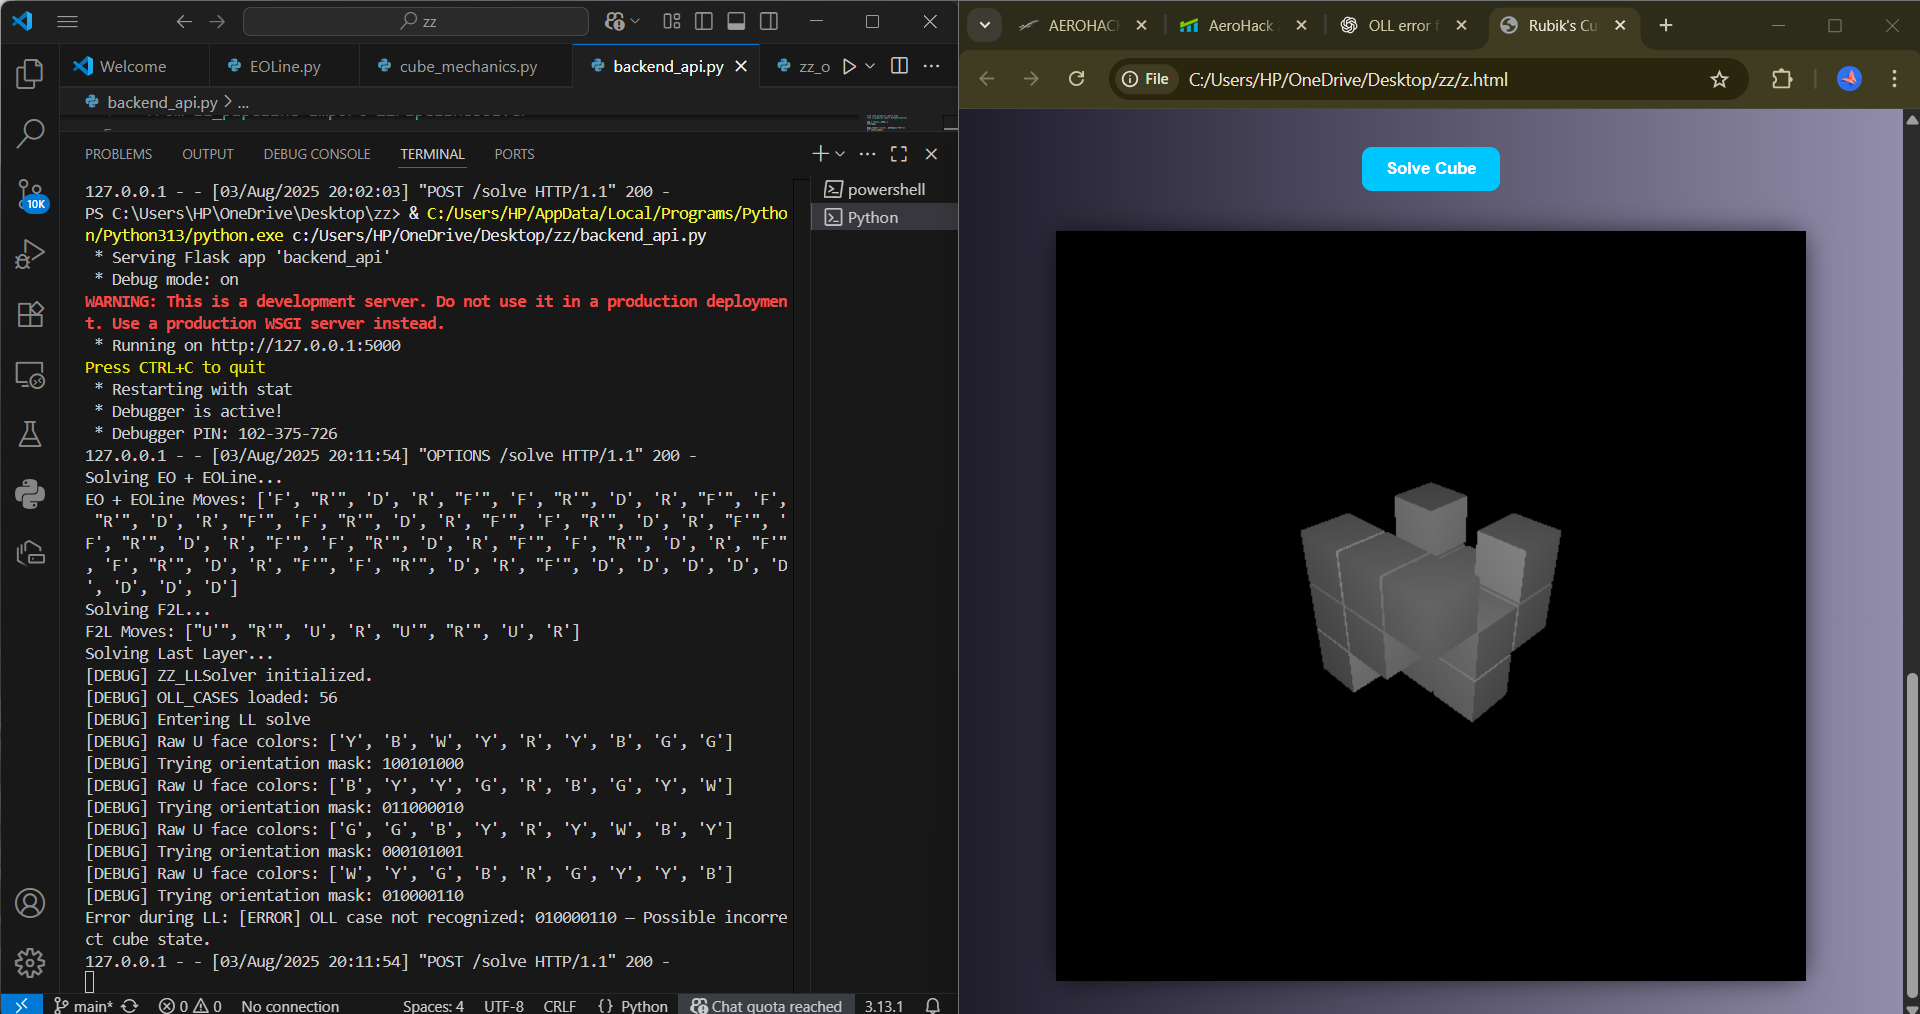 zz
Welcome
EOLine.py
cube_mechanics.py
backend_api.py
zz_o
backend_api.py > ...
PROBLEMS
OUTPUT
DEBUG CONSOLE
TERMINAL
PORTS
127.0.0.1 - - [03/Aug/2025 20:02:03] "POST /solve HTTP/1.1" 200 -
PS C:\Users\HP\OneDrive\Desktop\zz> & C:/Users/HP/AppData/Local/Programs/Pytho
n/Python313/python.exe c:/Users/HP/OneDrive/Desktop/zz/backend_api.py
* Serving Flask app 'backend_api'
* Debug mode: on
WARNING: This is a development server. Do not use it in a production deploymen
t. Use a production WSGI server instead.
* Running on http://127.0.0.1:5000
Press CTRL+C to quit
* Restarting with stat
* Debugger is active!
* Debugger PIN: 102-375-726
127.0.0.1 - - [03/Aug/2025 20:11:54] "OPTIONS /solve HTTP/1.1" 200 -
Solving EO + EOLine...
EO + EOLine Moves: ['F', "R'", 'D', 'R', "F'", 'F', "R'", 'D', 'R', "F'", 'F',
"R'", 'D', 'R', "F'", 'F', "R'", 'D', 'R', "F'", 'F', "R'", 'D', 'R', "F'", '
F', "R'", 'D', 'R', "F'", 'F', "R'", 'D', 'R', "F'", 'F', "R'", 'D', 'R', "F'"
, 'F', "R'", 'D', 'R', "F'", 'F', "R'", 'D', 'R', "F'", 'D', 'D', 'D', 'D', 'D
', 'D', 'D', 'D']
Solving F2L...
F2L Moves: ["U'", "R'", 'U', 'R', "U'", "R'", 'U', 'R']
Solving Last Layer...
[DEBUG] ZZ_LLSolver initialized.
[DEBUG] OLL_CASES loaded: 56
[DEBUG] Entering LL solve
[DEBUG] Raw U face colors: ['Y', 'B', 'W', 'Y', 'R', 'Y', 'B', 'G', 'G']
[DEBUG] Trying orientation mask: 100101000
[DEBUG] Raw U face colors: ['B', 'Y', 'Y', 'G', 'R', 'B', 'G', 'Y', 'W']
[DEBUG] Trying orientation mask: 011000010
[DEBUG] Raw U face colors: ['G', 'G', 'B', 'Y', 'R', 'Y', 'W', 'B', 'Y']
[DEBUG] Trying orientation mask: 000101001
[DEBUG] Raw U face colors: ['W', 'Y', 'G', 'B', 'R', 'G', 'Y', 'Y', 'B']
[DEBUG] Trying orientation mask: 010000110
Error during LL: [ERROR] OLL case not recognized: 010000110 — Possible incorre
ct cube state.
127.0.0.1 - - [03/Aug/2025 20:11:54] "POST /solve HTTP/1.1" 200 -
powershell
Python
10K
main*
0 0
No connection
Spaces: 4
UTF-8
CRLF
{} Python
Chat quota reached
3.13.1
AEROHAC
AeroHack
OLL error f
Rubik's Cu
File
C:/Users/HP/OneDrive/Desktop/zz/z.html
Solve Cube